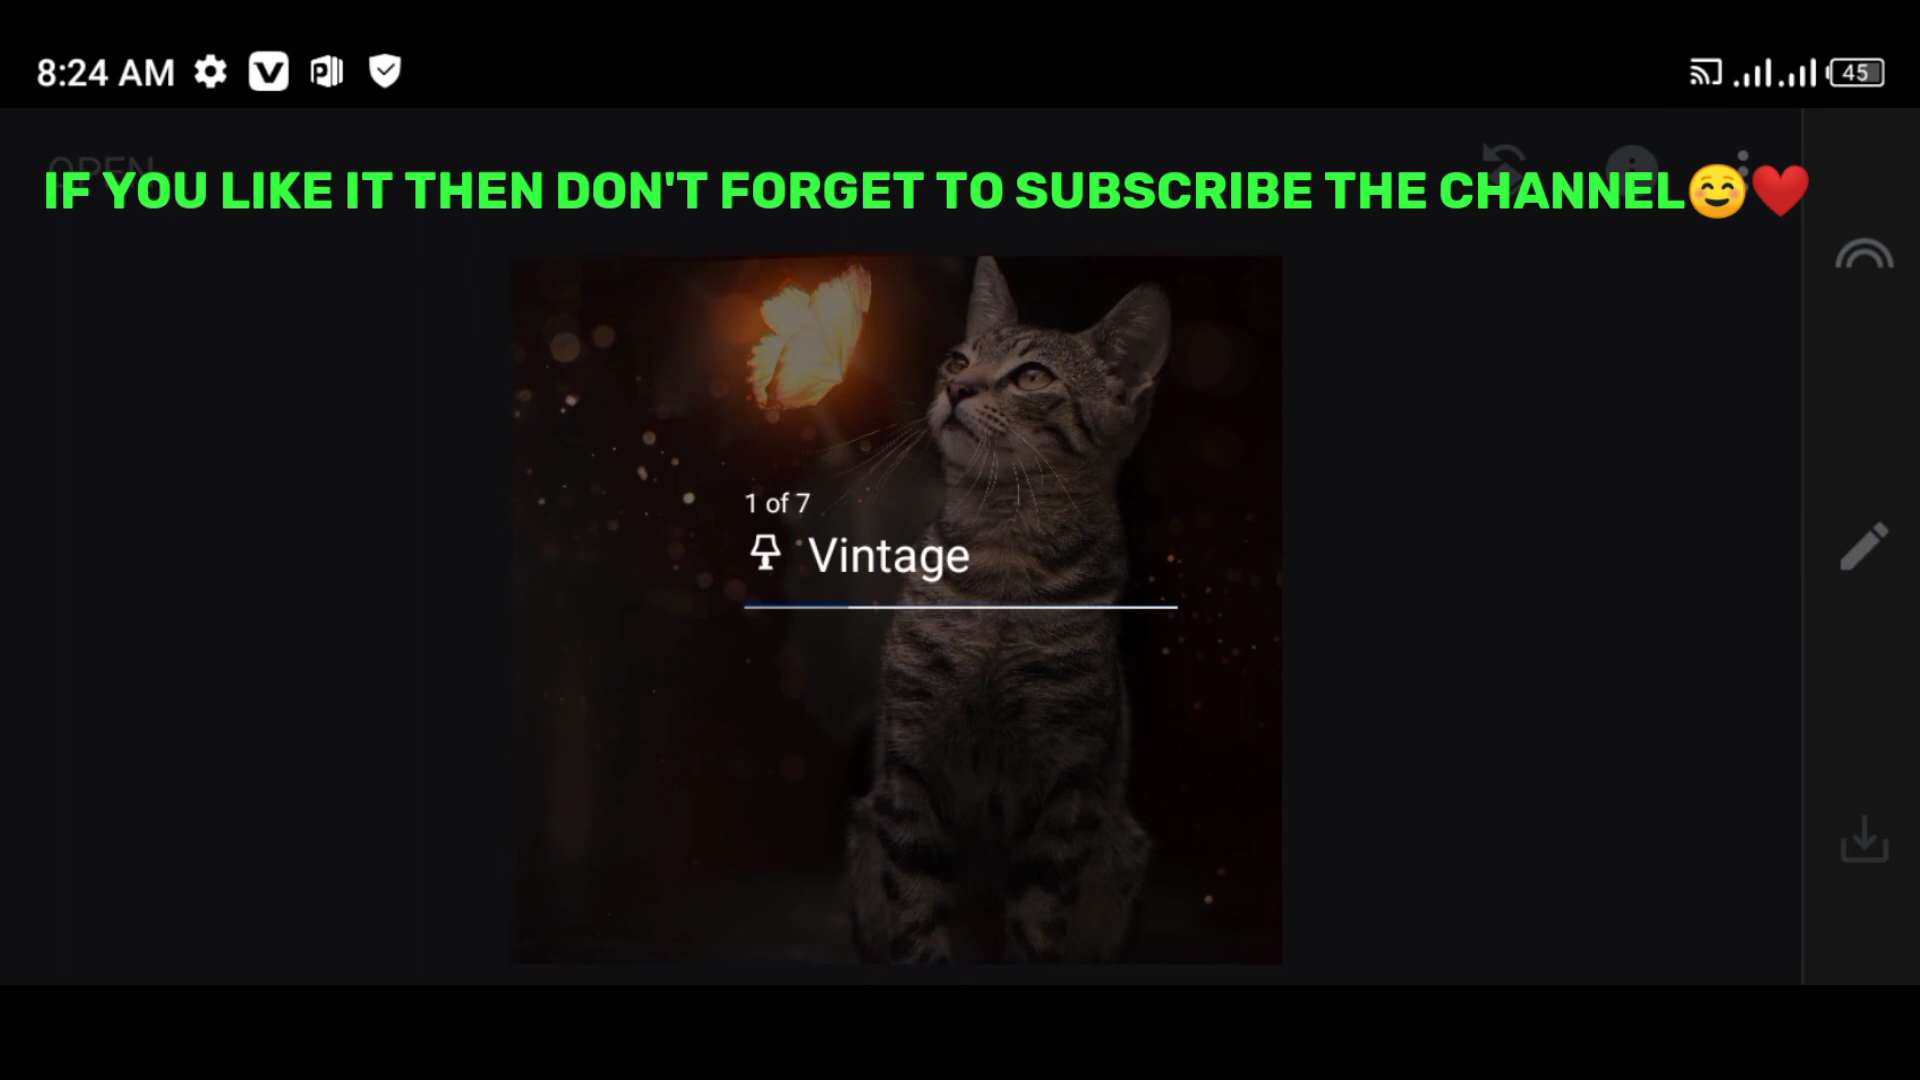 8:24 AM
45
OPEN
IF YOU LIKE IT THEN DON'T FORGET TO SUBSCRIBE THE CHANNEL☺️❤️
1 of 7
Vintage